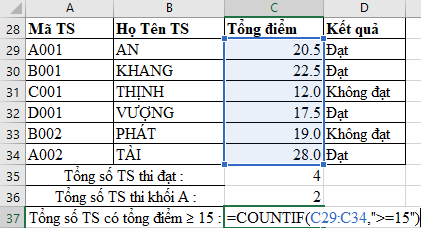 A B C D
28 Mã TS Họ Tên TS Tổng điểm Kết quả
29 A001 AN 20.5 Đạt
30 B001 KHANG 22.5 Đạt
31 C001 THỊNH 12.0 Không đạt
32 D001 VƯỢNG 17.5 Đạt
33 B002 PHÁT 19.0 Không đạt
34 A002 TÀI 28.0 Đạt
35 Tổng số TS thi đạt : 4
36 Tổng số TS thi khối A : 2
37 Tổng số TS có tổng điểm ≥ 15 : =COUNTIF(C29:C34,">=15")